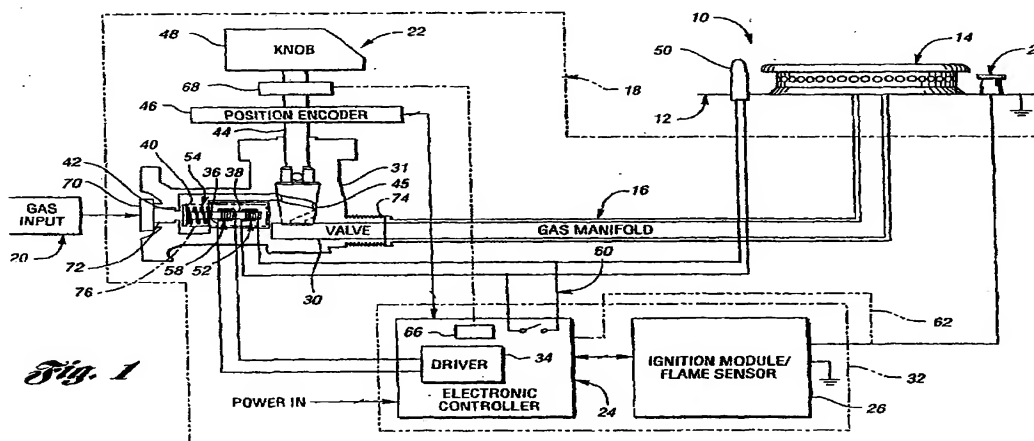 10
48
KNOB
22
50
14
2
68
18
46
POSITION ENCODER
12
44
54
31
40
36
38
42
45
70
74
16
GAS
INPUT
VALVE
GAS MANIFOLD
20
72
58
52
30
60
76
62
66
34
IGNITION MODULE/
FLAME SENSOR
32
DRIVER
ELECTRONIC
CONTROLLER
POWER IN
24
26
Fig. 1